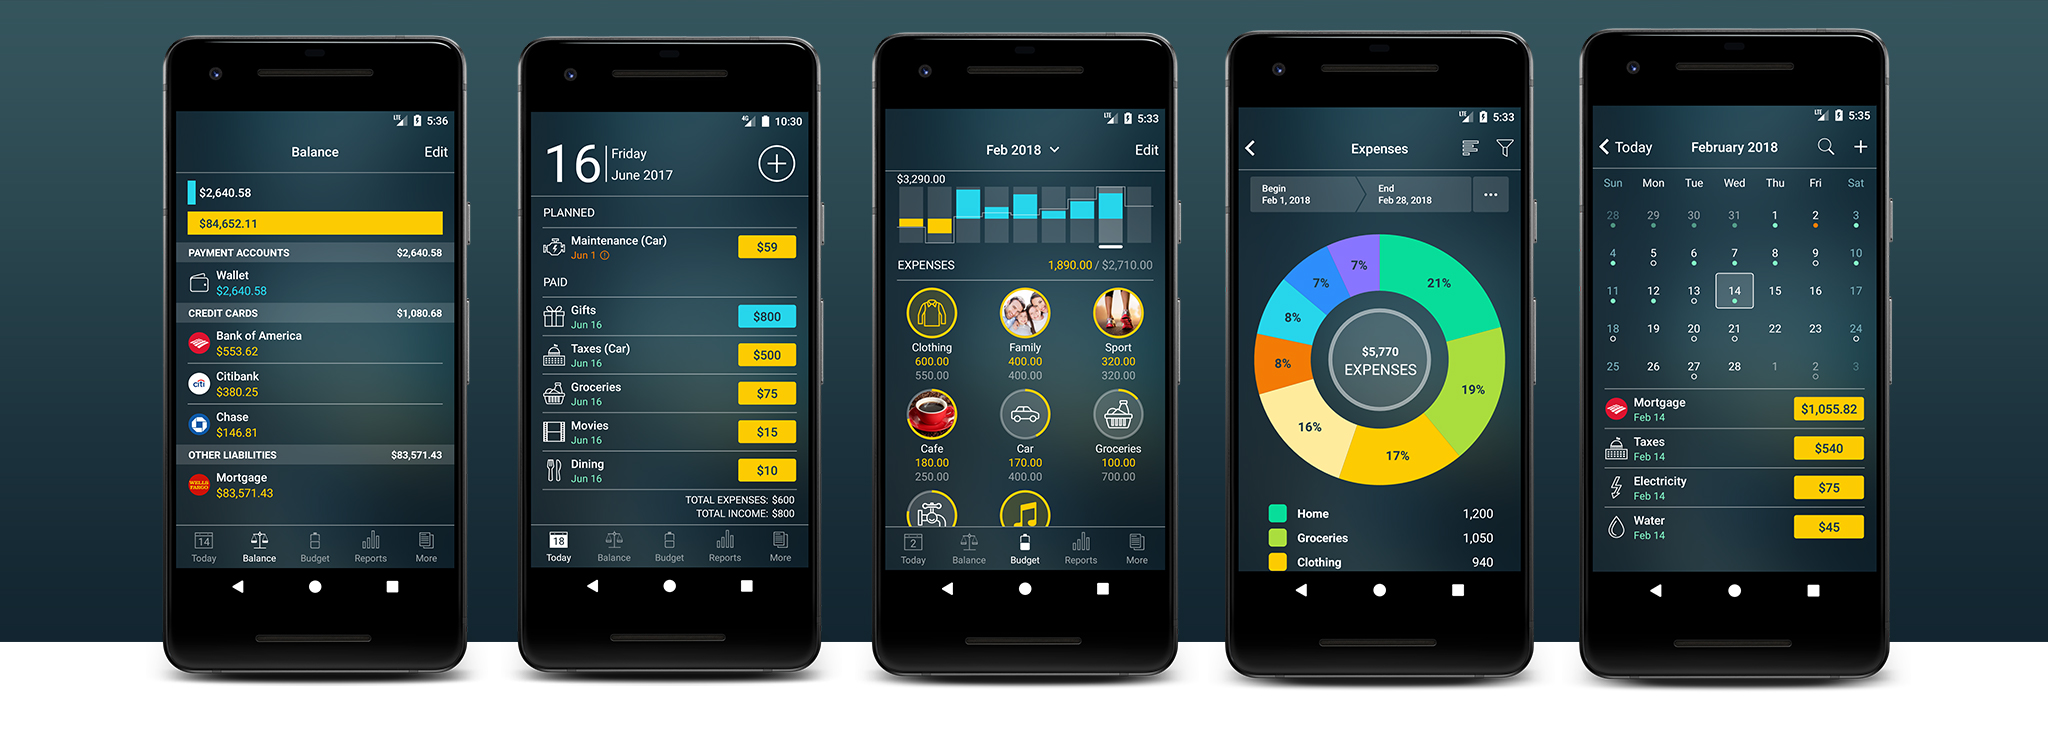 LTE 5:36
Balance Edit
$2,640.58
$84,652.11
PAYMENT ACCOUNTS $2,640.58
Wallet
$2,640.58
CREDIT CARDS $1,080.68
Bank of America
$553.62
citi
Citibank
$380.25
Chase
$146.81
OTHER LIABILITIES $83,571.43
WELLS
FARGO
Mortgage
$83,571.43
14
Today Balance Budget Reports More
4G 10:30
16 Friday
June 2017
PLANNED
Maintenance (Car) $59
Jun 1
PAID
Gifts $800
Jun 16
Taxes (Car) $500
Jun 16
Groceries $75
Jun 16
Movies $15
Jun 16
Dining $10
Jun 16
TOTAL EXPENSES: $600
TOTAL INCOME: $800
18
Today Balance Budget Reports More
LTE 5:33
Feb 2018 Edit
$3,290.00
EXPENSES 1,890.00 / $2,710.00
Clothing Family Sport
600.00 400.00 320.00
550.00 400.00 320.00
Cafe Car Groceries
180.00 170.00 100.00
250.00 400.00 700.00
2
Today Balance Budget Reports More
LTE 5:33
Expenses
Begin End
Feb 1, 2018 Feb 28, 2018
7% 21%
7%
8%
8%
19%
16%
17%
$5,770
EXPENSES
Home 1,200
Groceries 1,050
Clothing 940
LTE 5:35
Today February 2018
Sun Mon Tue Wed Thu Fri Sat
28 29 30 31 1 2 3
4 5 6 7 8 9 10
11 12 13 14 15 16 17
18 19 20 21 22 23 24
25 26 27 28 1 2 3
Mortgage $1,055.82
Feb 14
Taxes $540
Feb 14
Electricity $75
Feb 14
Water $45
Feb 14